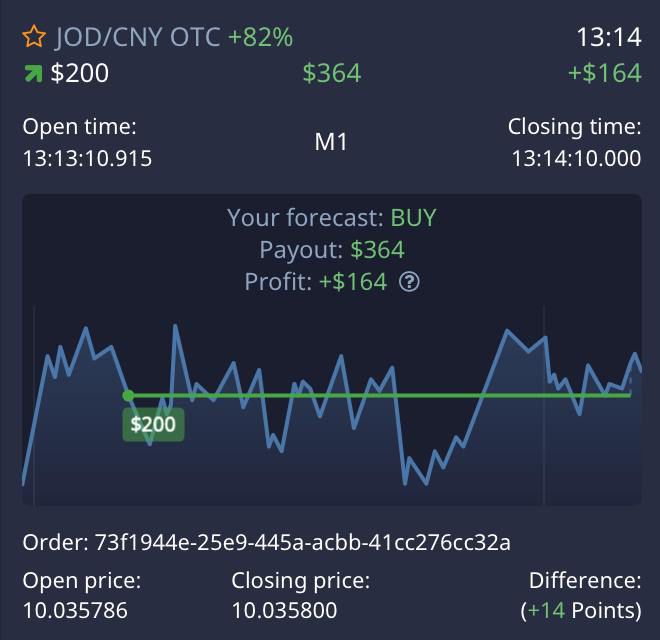 JOD/CNY OTC +82% 13:14
$200 $364 +$164
Open time: Closing time:
13:13:10.915 M1 13:14:10.000
Your forecast: BUY
Payout: $364
Profit: +$164 ?
$200
Order: 73f1944e-25e9-445a-acbb-41cc276cc32a
Open price: Closing price: Difference:
10.035786 10.035800 (+14 Points)